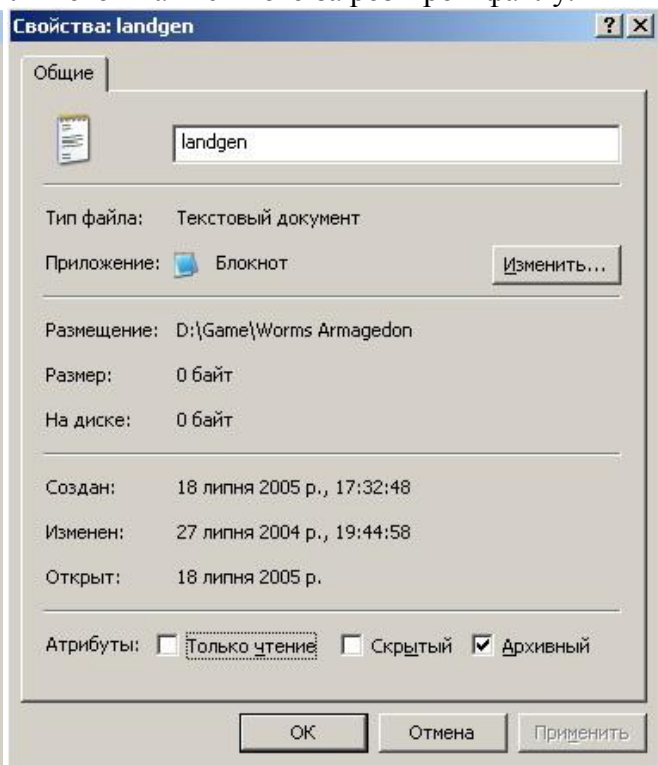 Свойства: landgen
Общие
landgen
Тип файла: Текстовый документ
Приложение: Блокнот Изменить...
Размещение: D:\Game\Worms Armagedon
Размер: 0 байт
На диске: 0 байт
Создан: 18 липня 2005 р., 17:32:48
Изменен: 27 липня 2004 р., 19:44:58
Открыт: 18 липня 2005 р.
Атрибуты: Только чтение Скрытый Архивный
ОК Отмена Применить